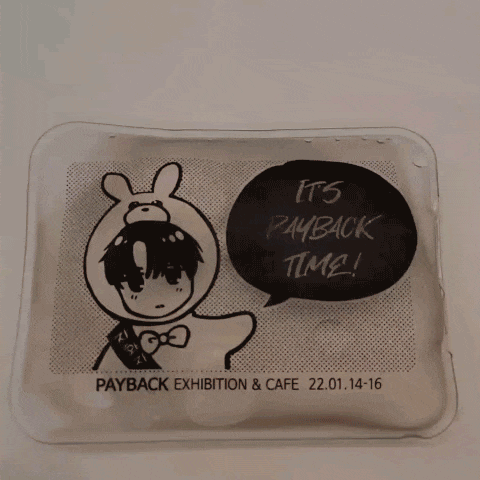 IT'S
PAYBACK
TIME!
PAYBACK EXHIBITION & CAFE 22.01.14-16